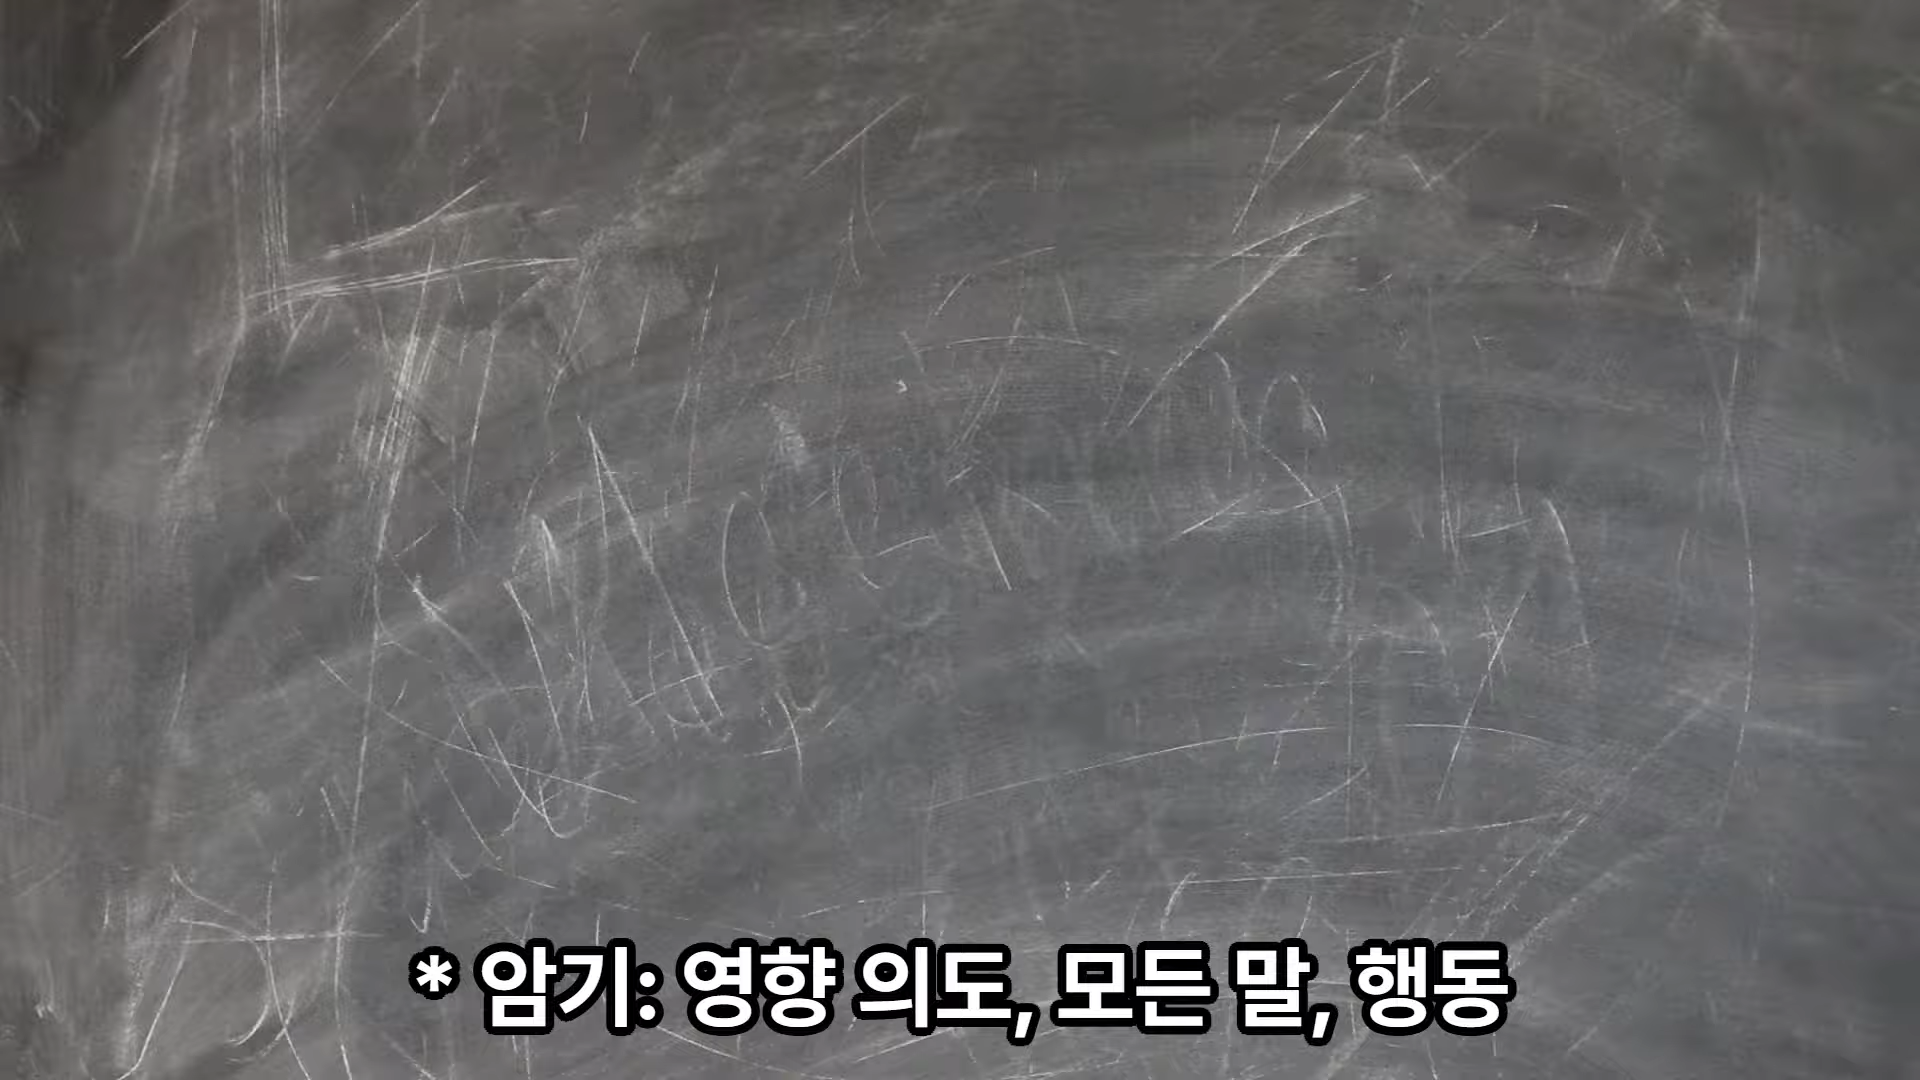 * 암기: 영향 의도, 모든 말, 행동